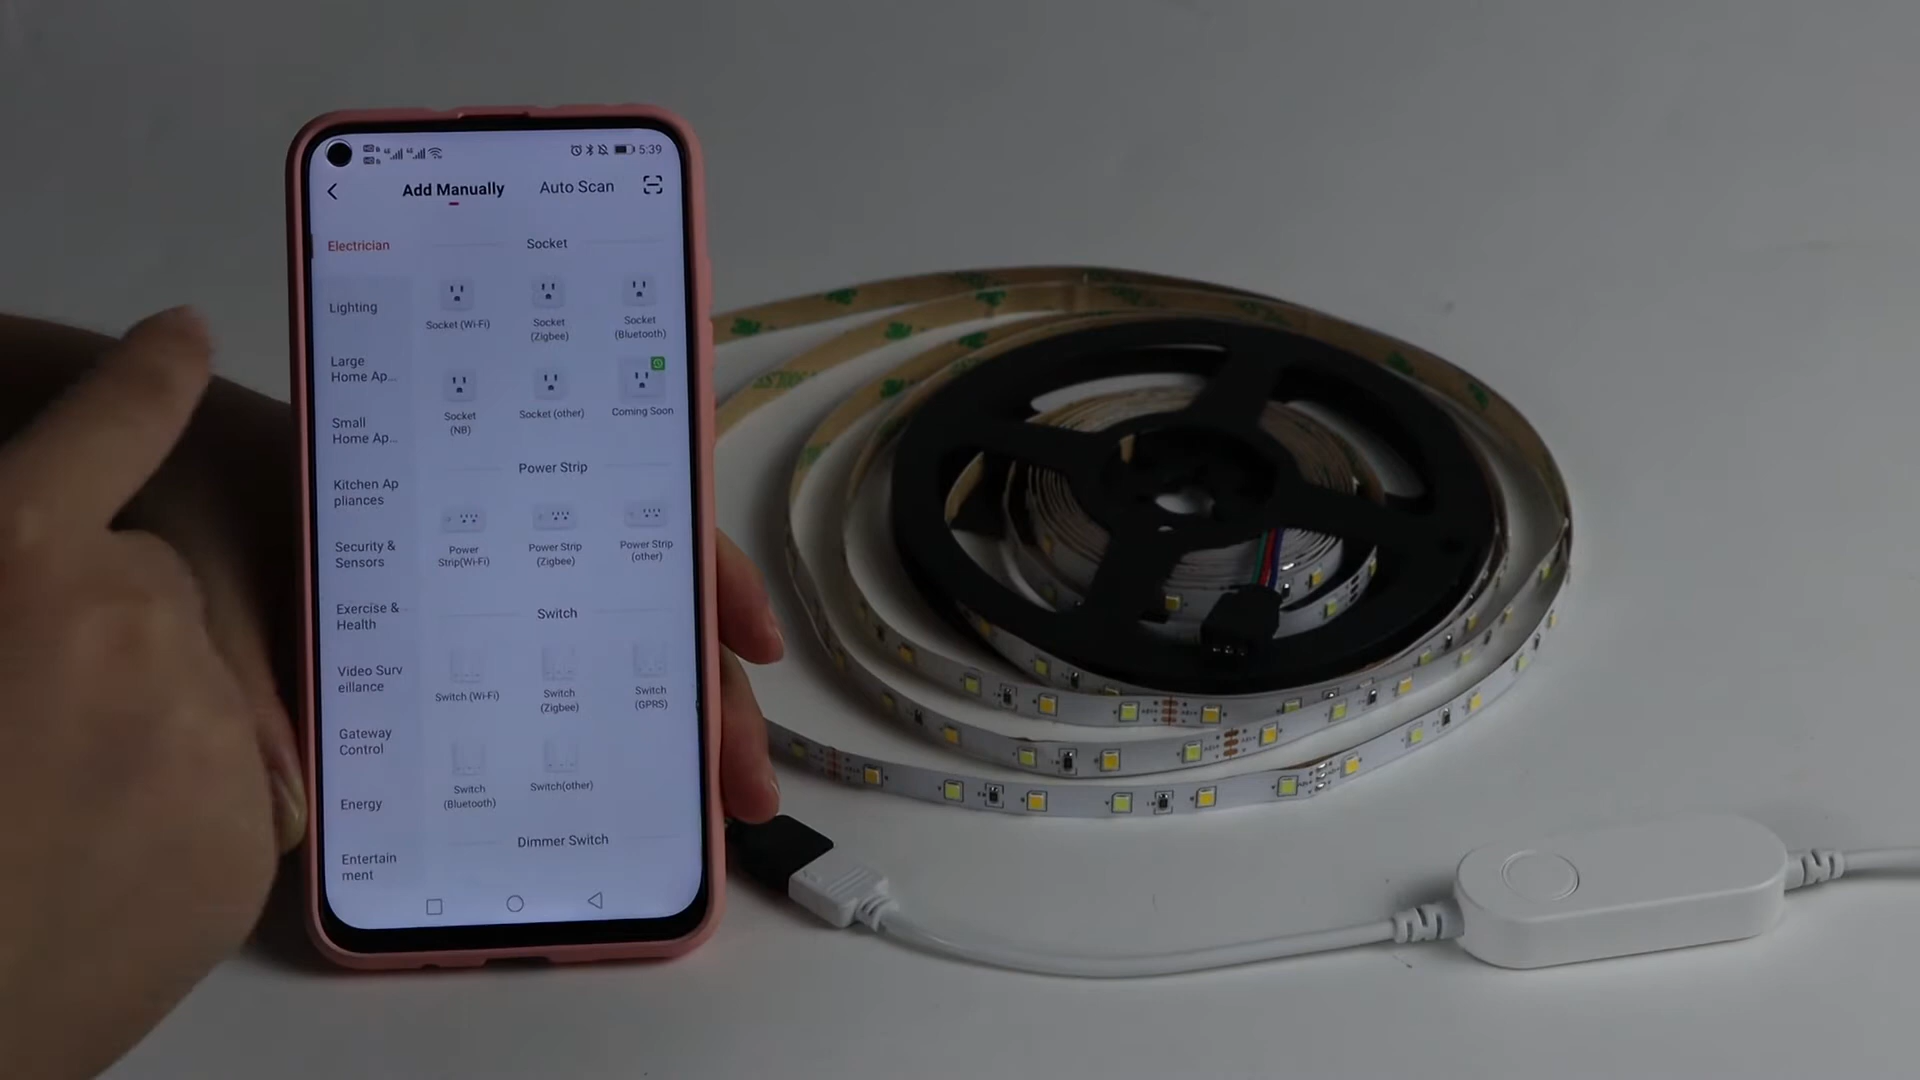 5:39
Add Manually Auto Scan
Electrician
Lighting
Large
Home Ap...
Small
Home Ap...
Kitchen Ap
pliances
Security &
Sensors
Exercise &
Health
Video Surv
eillance
Gateway
Control
Energy
Entertain
ment
Socket
Socket (Wi-Fi)
Socket
(Zigbee)
Socket
(Bluetooth)
Socket
(NB)
Socket (other)
Coming Soon
Power Strip
Power
Strip(Wi-Fi)
Power Strip
(Zigbee)
Power Strip
(other)
Switch
Switch (Wi-Fi)
Switch
(Zigbee)
Switch
(GPRS)
Switch
(Bluetooth)
Switch(other)
Dimmer Switch
3M